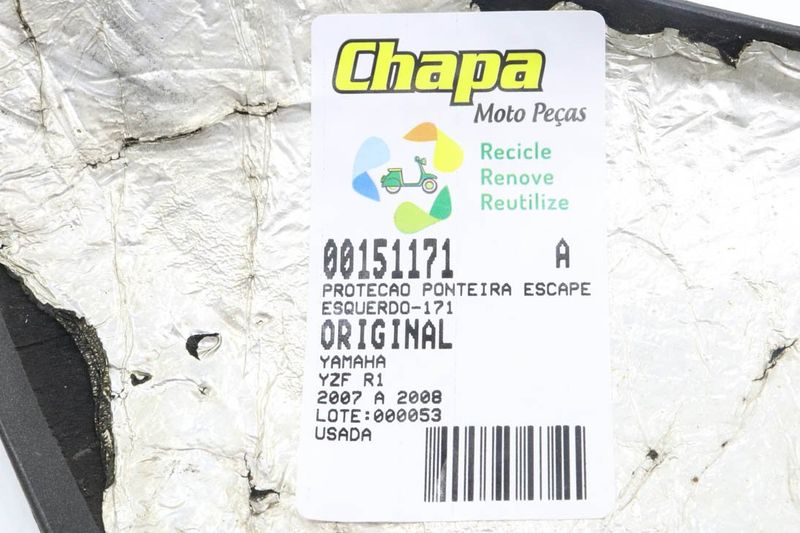 Chapa
Moto Peças
Recicle
Renove
Reutilize
00151171 A
PROTECAO PONTEIRA ESCAPE
ESQUERDO-171
ORIGINAL
YAMAHA
YZF R1
2007 A 2008
LOTE:000053
USADA